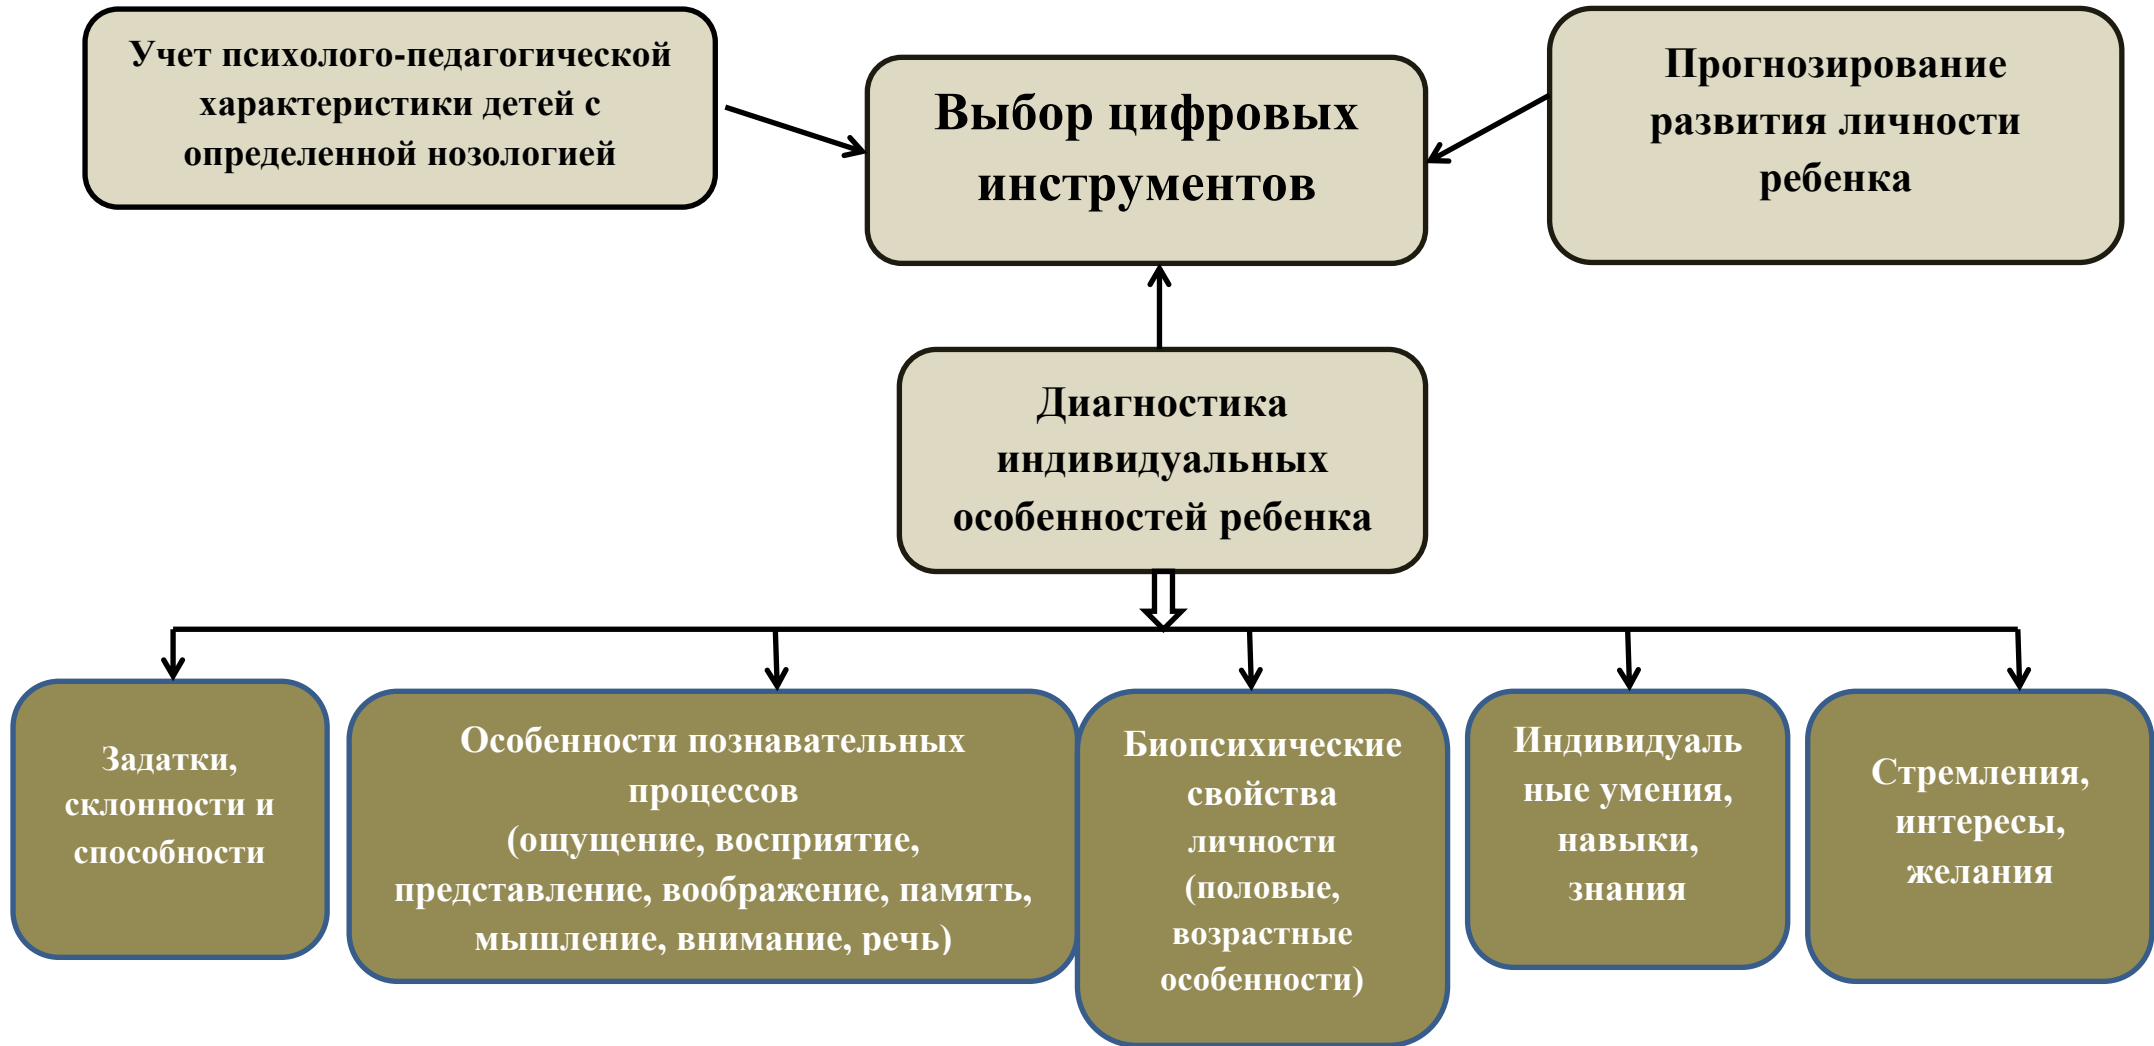 Учет психолого-педагогической
характеристики детей с
определенной нозологией
Выбор цифровых
инструментов
Прогнозирование
развития личности
ребенка
Диагностика
индивидуальных
особенностей ребенка
Задатки,
склонности и
способности
Особенности познавательных
процессов
(ощущение, восприятие,
представление, воображение, память,
мышление, внимание, речь)
Биопсихические
свойства
личности
(половые,
возрастные
особенности)
Индивидуаль
ные умения,
навыки,
знания
Стремления,
интересы,
желания